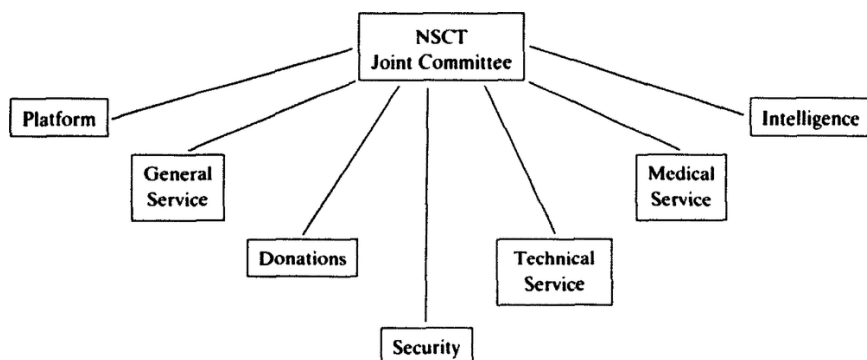 NSCT
Joint Committee
Platform
Intelligence
General
Service
Medical
Service
Donations
Technical
Service
Security